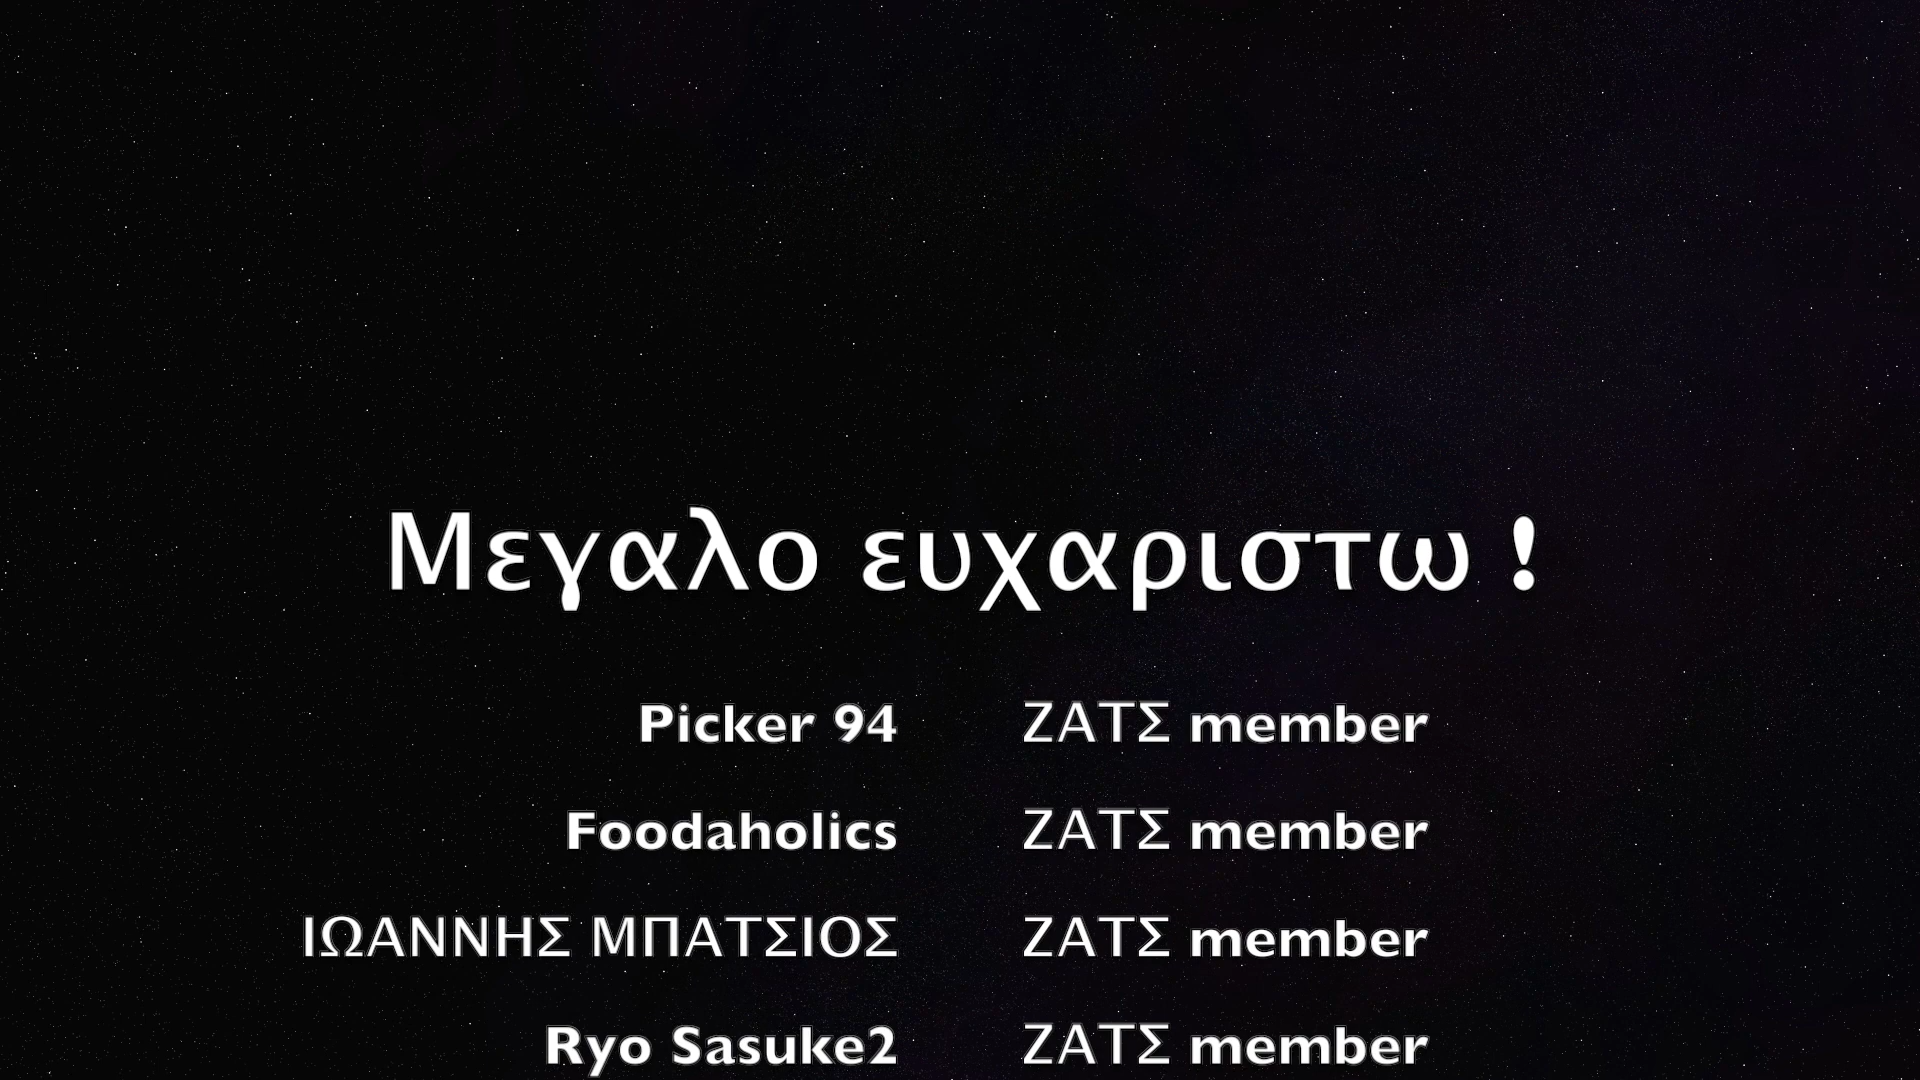 Μεγαλο ευχαριστω !
Picker 94 ΖΑΤΣ member
Foodaholics ΖΑΤΣ member
ΙΩΑΝΝΗΣ ΜΠΑΤΣΙΟΣ ΖΑΤΣ member
Ryo Sasuke2 ΖΑΤΣ member